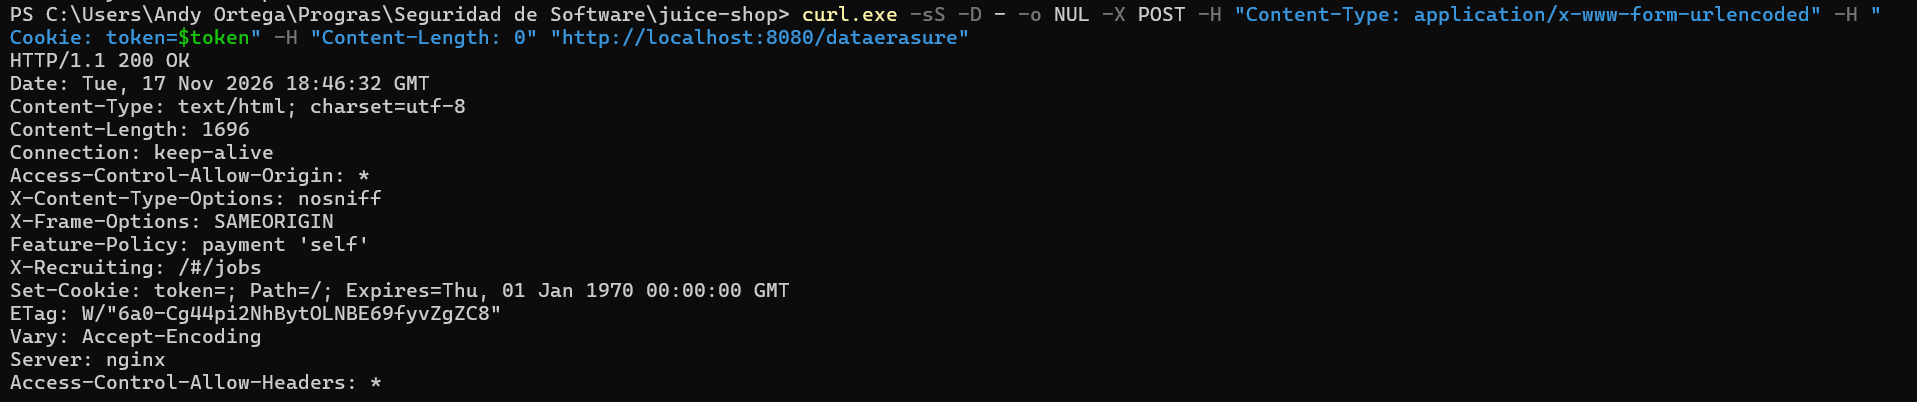 PS C:\Users\Andy Ortega\Progras\Seguridad de Software\juice-shop> curl.exe -sS -D - -o NUL -X POST -H "Content-Type: application/x-www-form-urlencoded" -H "
Cookie: token=$token" -H "Content-Length: 0" "http://localhost:8080/dataerasure"
HTTP/1.1 200 OK
Date: Tue, 17 Nov 2026 18:46:32 GMT
Content-Type: text/html; charset=utf-8
Content-Length: 1696
Connection: keep-alive
Access-Control-Allow-Origin: *
X-Content-Type-Options: nosniff
X-Frame-Options: SAMEORIGIN
Feature-Policy: payment 'self'
X-Recruiting: /#/jobs
Set-Cookie: token=; Path=/; Expires=Thu, 01 Jan 1970 00:00:00 GMT
ETag: W/"6a0-Cg44pi2NhBytOLNBE69fyvZgZC8"
Vary: Accept-Encoding
Server: nginx
Access-Control-Allow-Headers: *